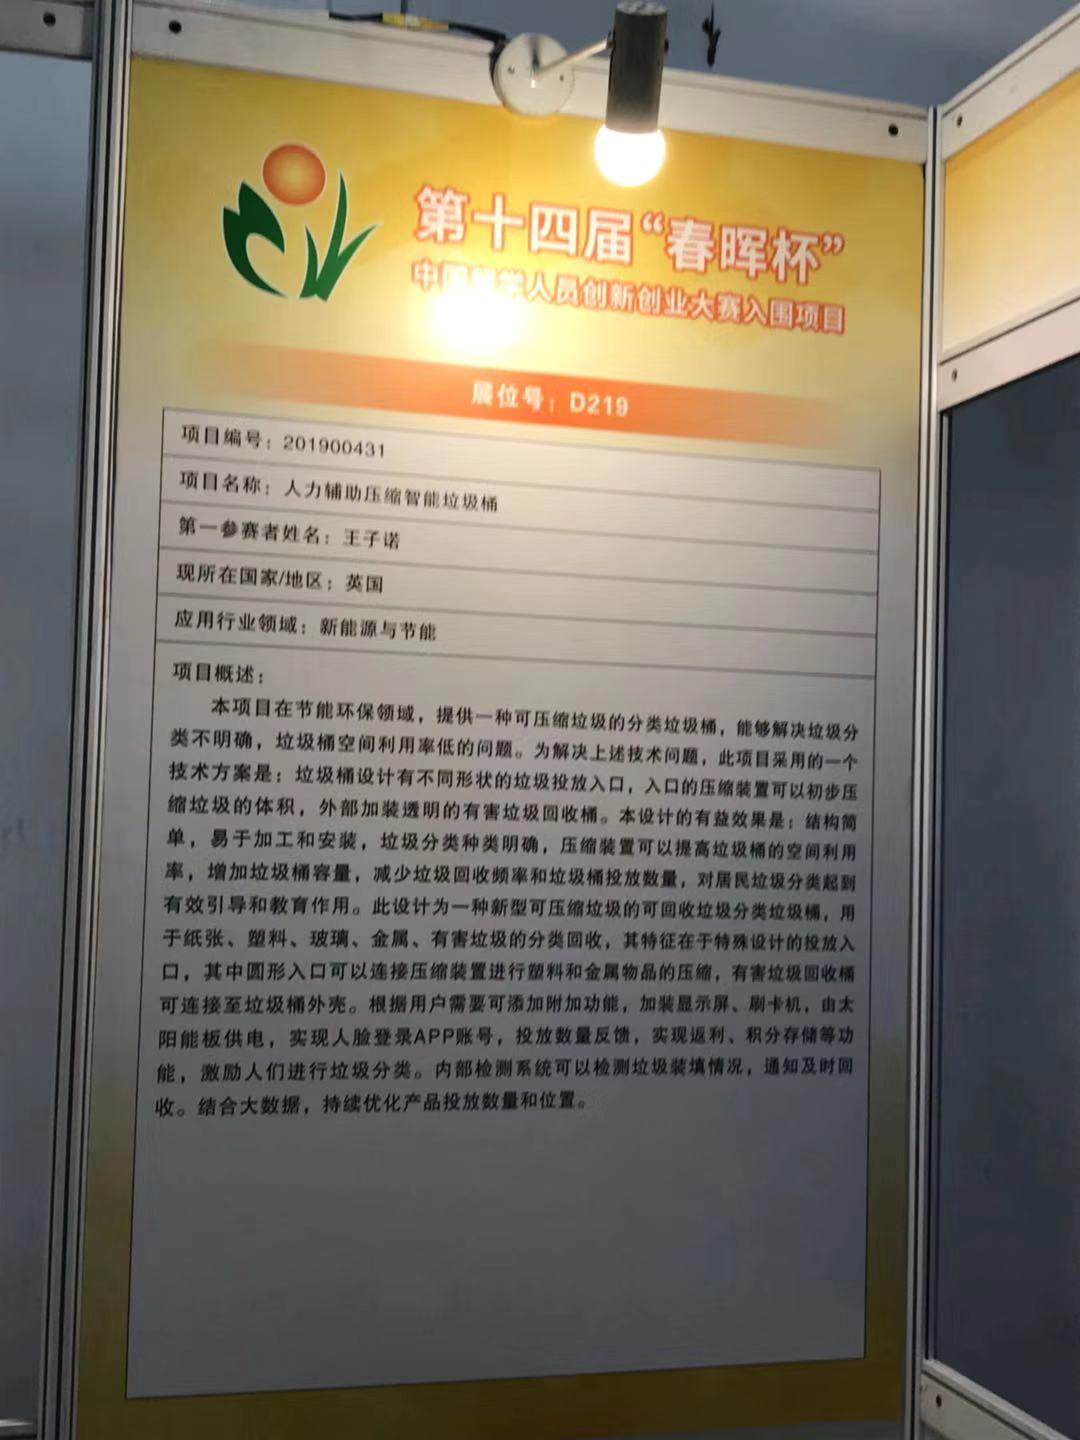 第十四届“春晖杯”
中国留学人员创新创业大赛入围项目
展位号：D219
项目编号：201900431
项目名称：人力辅助压缩智能垃圾桶
第一参赛者姓名：王子诺
现所在国家/地区：英国
应用行业领域：新能源与节能
项目概述：
本项目在节能环保领域，提供一种可压缩垃圾的分类垃圾桶，能够解决垃圾分
类不明确，垃圾桶空间利用率低的问题。为解决上述技术问题，此项目采用的一个
技术方案是：垃圾桶设计有不同形状的垃圾投放入口，入口的压缩装置可以初步压
缩垃圾的体积，外部加装透明的有害垃圾回收桶。本设计的有益效果是：结构简
单，易于加工和安装，垃圾分类种类明确，压缩装置可以提高垃圾桶的空间利用
率，增加垃圾桶容量，减少垃圾回收频率和垃圾桶投放数量，对居民垃圾分类起到
有效引导和教育作用。此设计为一种新型可压缩垃圾的可回收垃圾分类垃圾桶，用
于纸张、塑料、玻璃、金属、有害垃圾的分类回收，其特征在于特殊设计的投放入
口，其中圆形入口可以连接压缩装置进行塑料和金属物品的压缩，有害垃圾回收桶
可连接至垃圾桶外壳。根据用户需要可添加附加功能，加装显示屏、刷卡机，由太
阳能板供电，实现人脸登录APP账号，投放数量反馈，实现返利、积分存储等功
能，激励人们进行垃圾分类。内部检测系统可以检测垃圾装填情况，通知及时回
收。结合大数据，持续优化产品投放数量和位置。